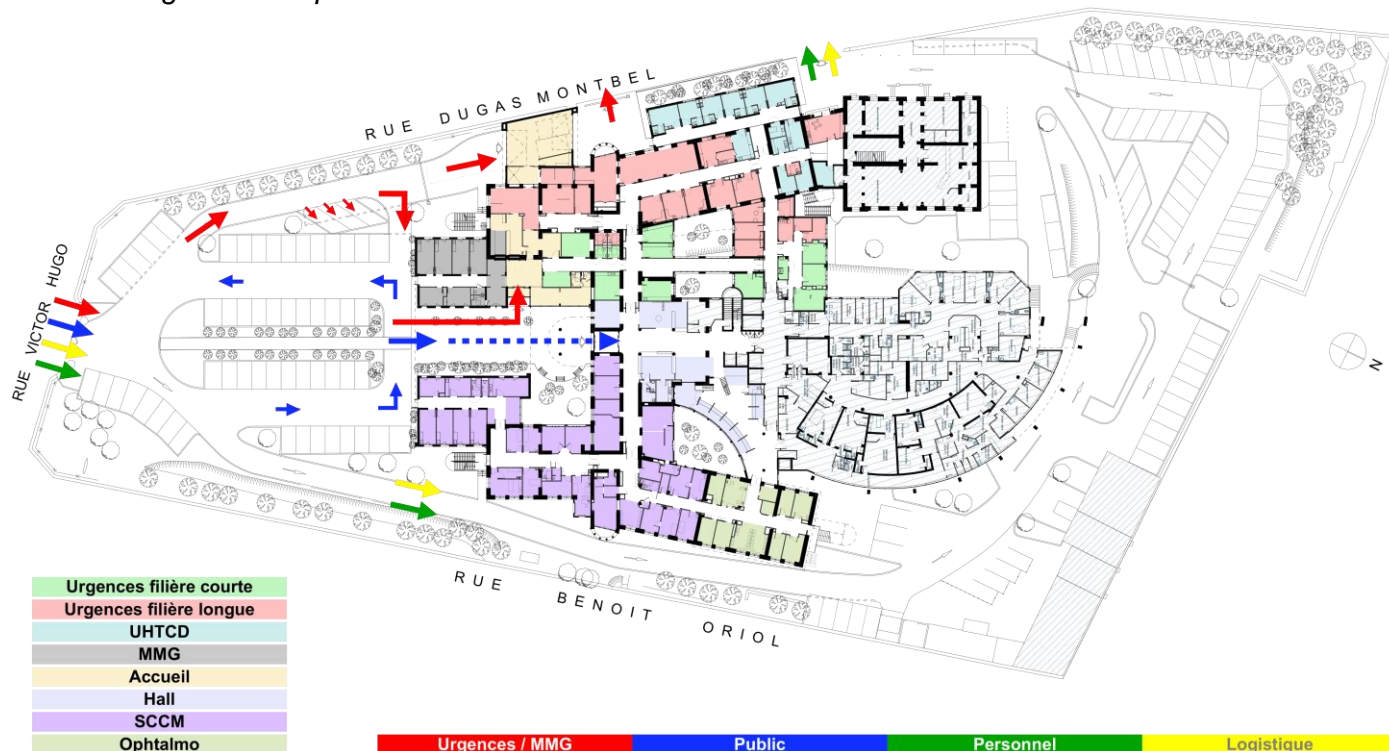 RUE DUGAS MONTBEL
RUE VICTOR HUGO
N
RUE BENOIT ORIOL
Urgences filière courte
Urgences filière longue
UHTCD
MMG
Accueil
Hall
SCCM
Ophtalmo
Urgences / MMG
Public
Personnel
Logistique